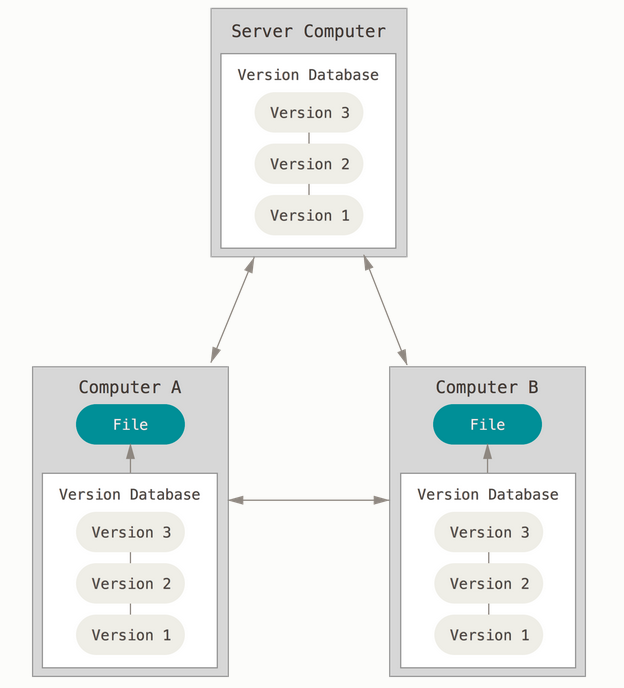 Server Computer
Version Database
Version 3
Version 2
Version 1
Computer A
File
Version Database
Version 3
Version 2
Version 1
Computer B
File
Version Database
Version 3
Version 2
Version 1